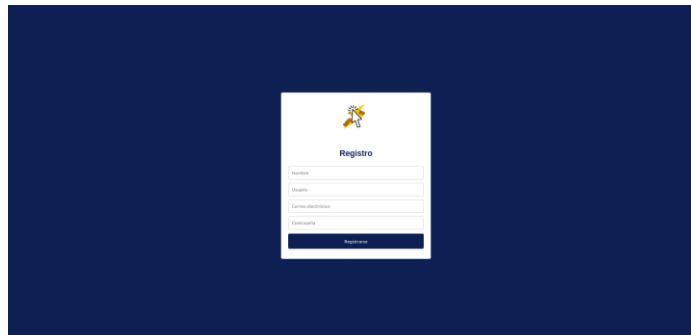 Registro
Nombre
Usuario
Correo electrónico
Contraseña
Registrarse